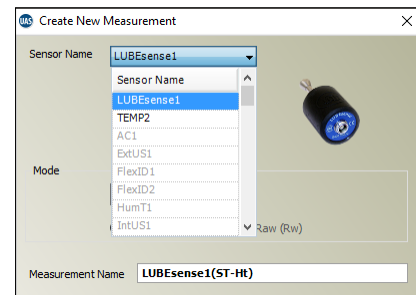 UAS Create New Measurement
Sensor Name LUBEsense1
Sensor Name
LUBEsense1
TEMP2
AC1
ExtUS1
FlexID1
Mode
FlexID2
HumT1
IntUS1
Raw (Rw)
Measurement Name LUBEsense1(ST-Ht)